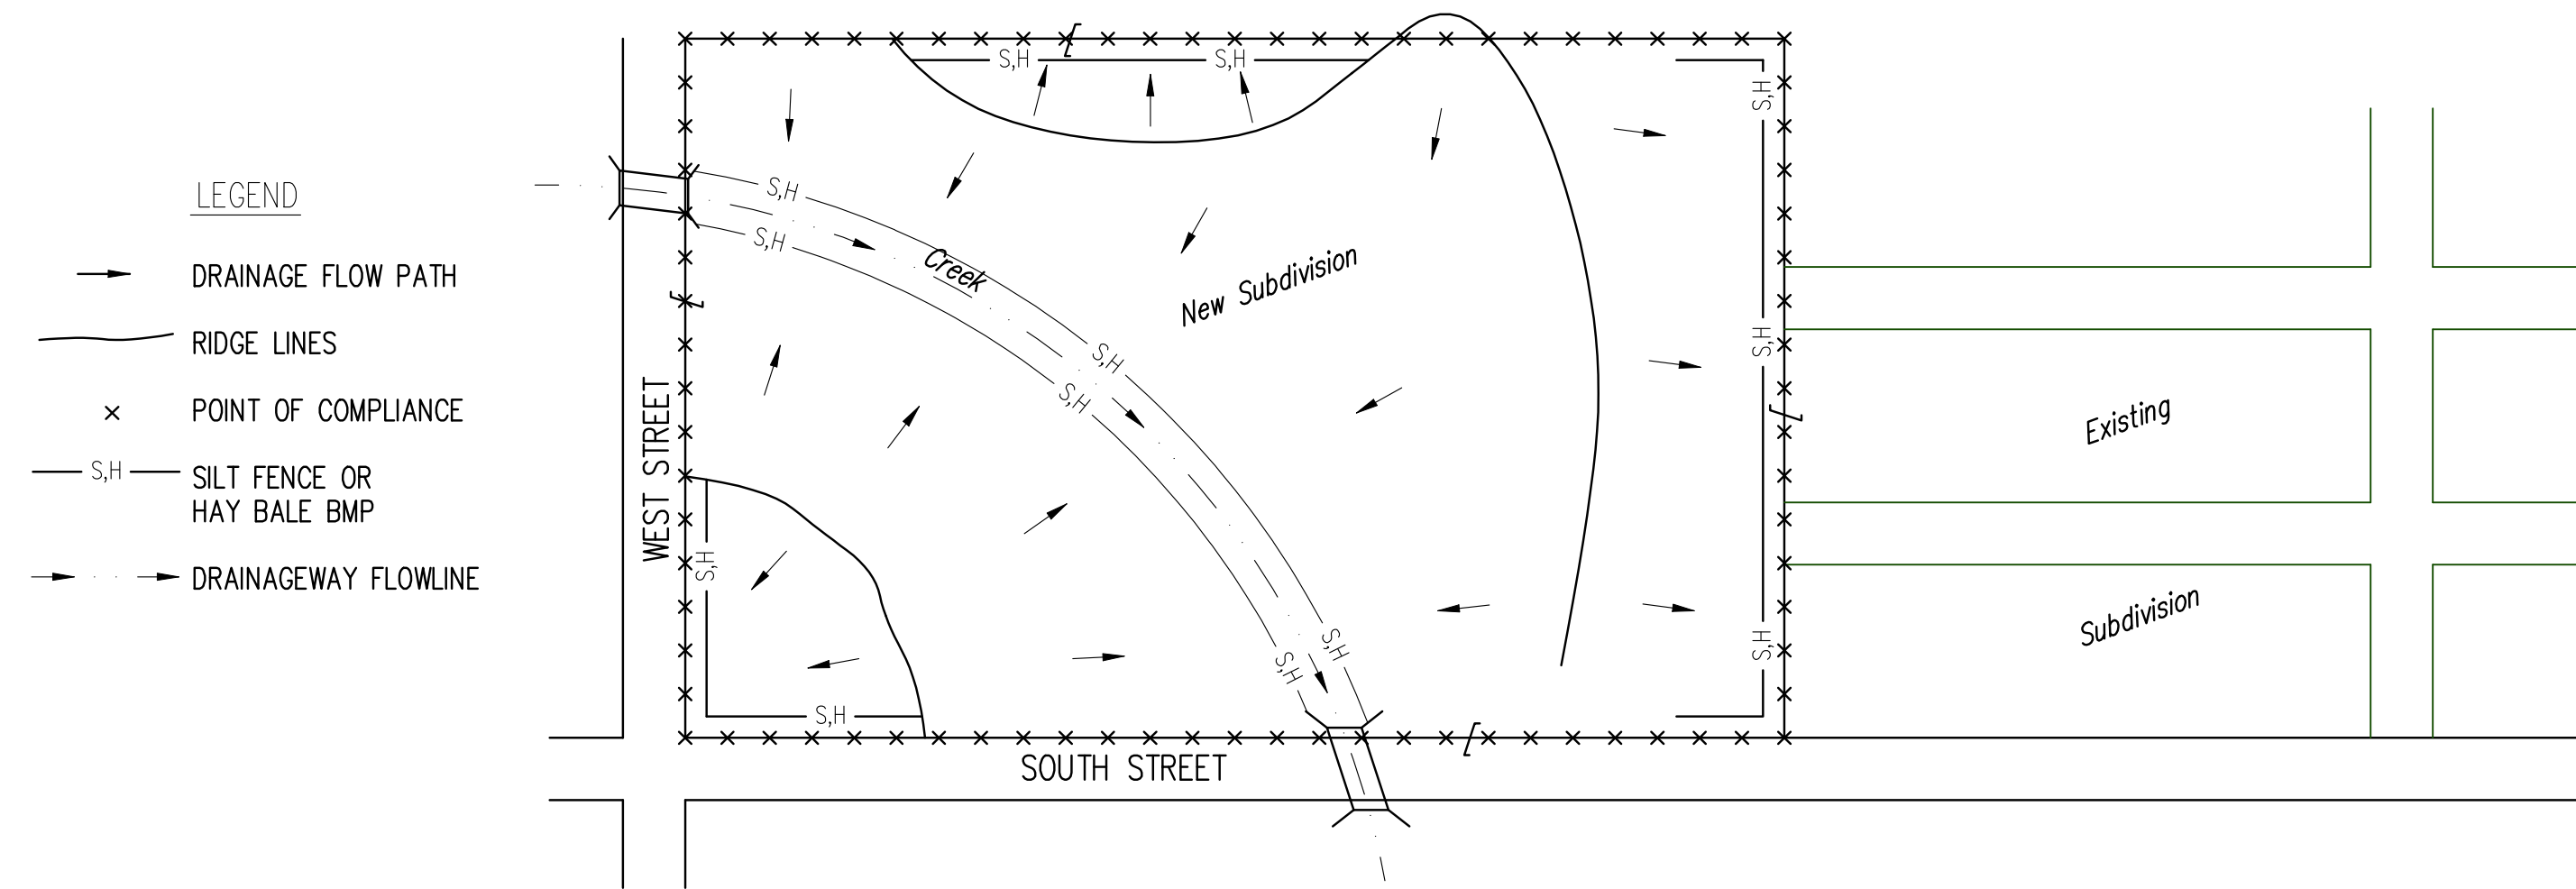 LEGEND
DRAINAGE FLOW PATH
RIDGE LINES
POINT OF COMPLIANCE
S,H
SILT FENCE OR
HAY BALE BMP
DRAINAGEWAY FLOWLINE
S,H
S,H
S,H
S,H
S,H
Creek
New Subdivision
S,H
S,H
S,H
WEST STREET
S,H
S,H
S,H
S,H
S,H
S,H
SOUTH STREET
Existing
Subdivision